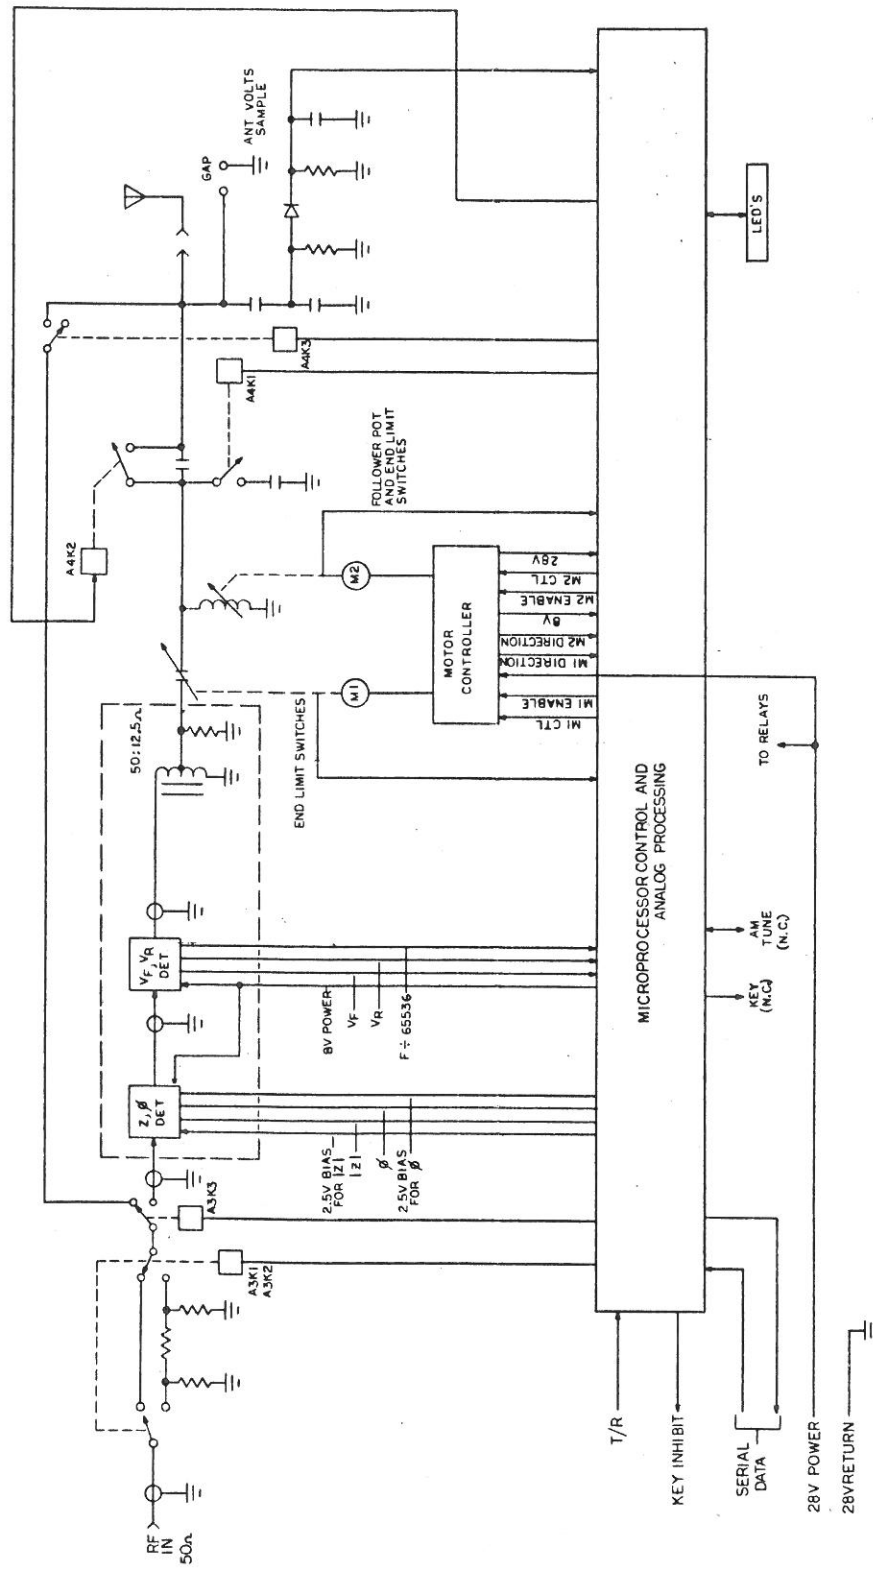 RF
IN
50Ω
A3K1
A3K2
A3K3
Z, Ø
DET
VF, VR
DET
50:12.5Ω
2.5V BIAS
FOR |Z|
|Z|
Ø
2.5V BIAS
FOR Ø
8V POWER
VF
VR
F ÷ 65536
END LIMIT SWITCHES
M1
M2
A4K2
A4K1
A4K3
GAP
ANT VOLTS
SAMPLE
FOLLOWER POT
AND END LIMIT
SWITCHES
MOTOR
CONTROLLER
M1 CTL
M1 ENABLE
M1 DIRECTION
M2 DIRECTION
8V
M2 ENABLE
M2 CTL
28V
MICROPROCESSOR CONTROL AND
ANALOG PROCESSING
T/R
KEY INHIBIT
SERIAL
DATA
28V POWER
28V RETURN
KEY
(N.C.)
AM
TUNE
(N.C.)
TO RELAYS
LED'S